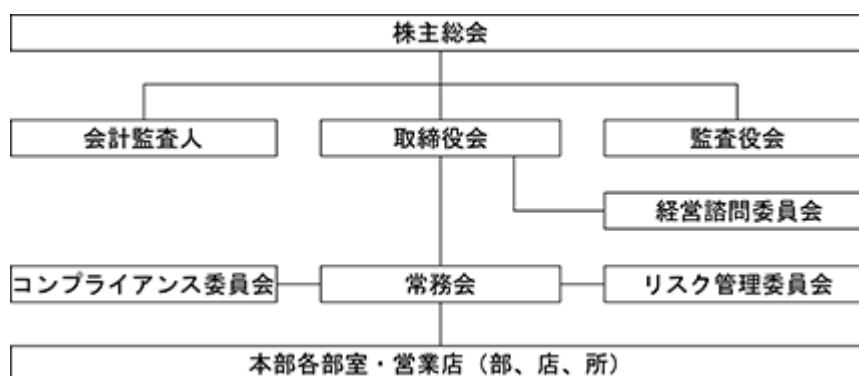 株主総会
会計監査人
取締役会
監査役会
経営諮問委員会
コンプライアンス委員会
常務会
リスク管理委員会
本部各部室・営業店（部、店、所）